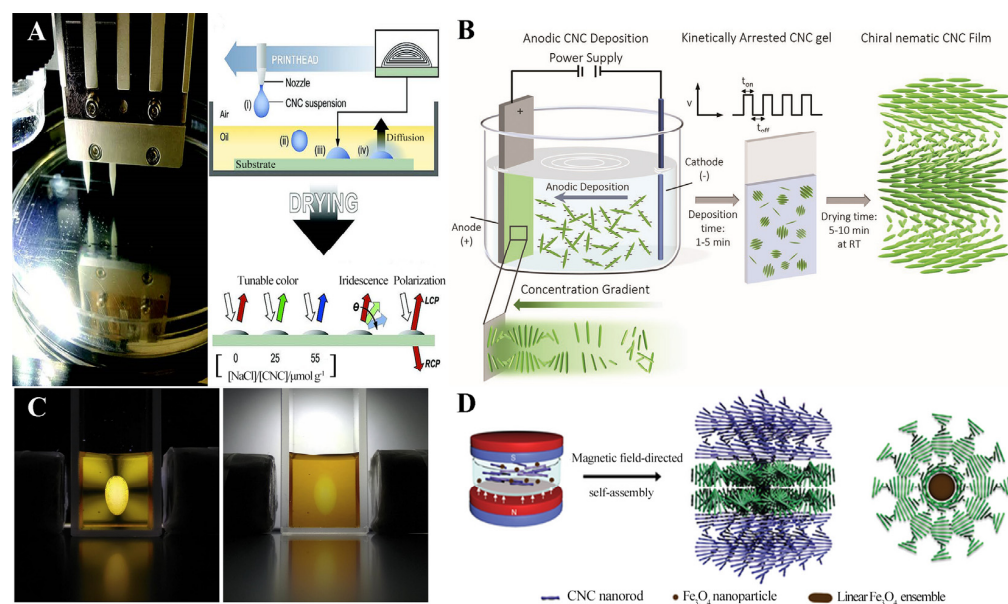 A
PRINTHEAD
Nozzle
(i)
CNC suspension
Air
Oil
(ii)
(iii)
(iv)
Diffusion
Substrate
DRYING
Tunable color
Iridescence
Polarization
θ
LCP
0
25
55
RCP
[NaCl]/[CNC]/μmol g⁻¹
B
Anodic CNC Deposition
Power Supply
+
Anodic Deposition
Anode
(+)
Cathode
(-)
Concentration Gradient
Deposition
time:
1-5 min
Kinetically Arrested CNC gel
V
t_on
t_off
Drying time:
5-10 min
at RT
Chiral nematic CNC Film
C
D
S
N
Magnetic field-directed
self-assembly
CNC nanorod
Fe₃O₄ nanoparticle
Linear Fe₃O₄ ensemble